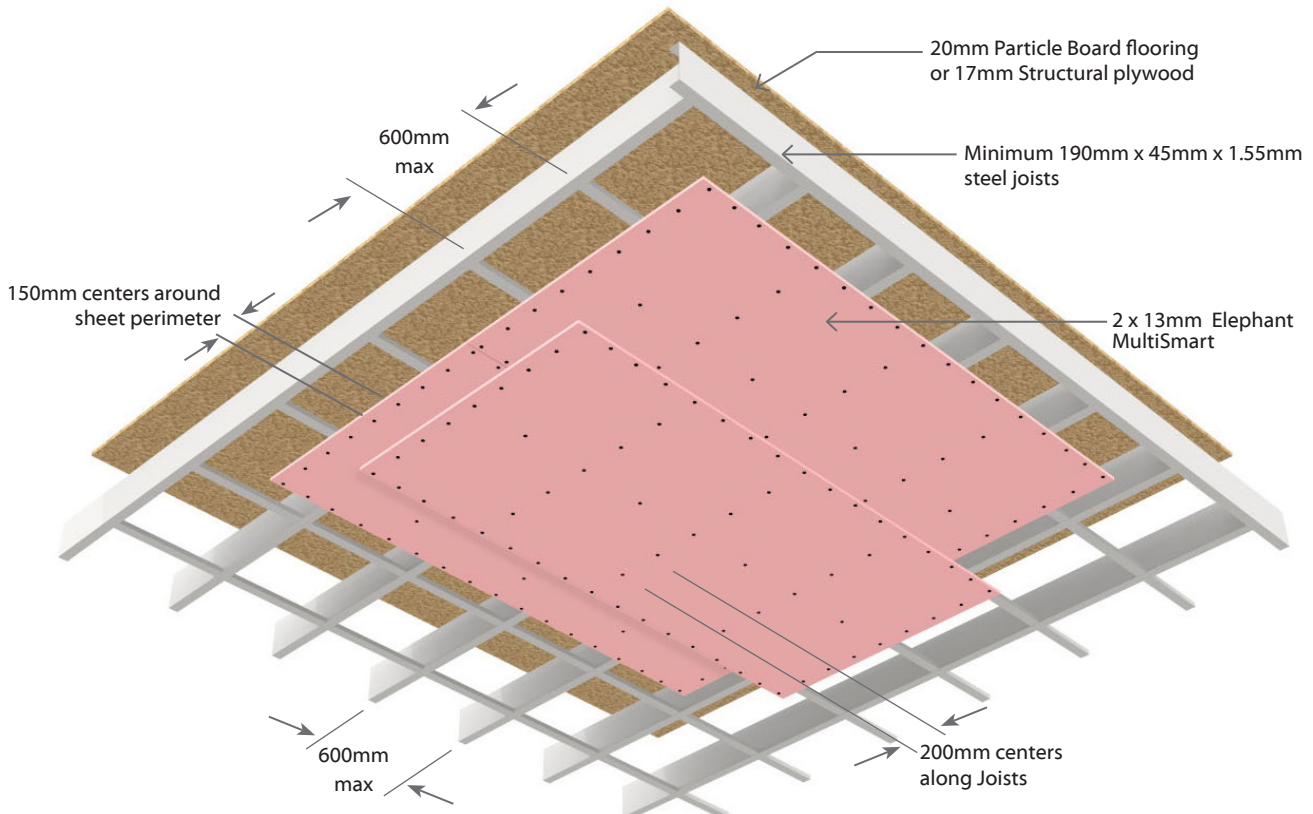 20mm Particle Board flooring
or 17mm Structural plywood
600mm
max
Minimum 190mm x 45mm x 1.55mm
steel joists
150mm centers around
sheet perimeter
2 x 13mm Elephant
MultiSmart
600mm
max
200mm centers
along Joists